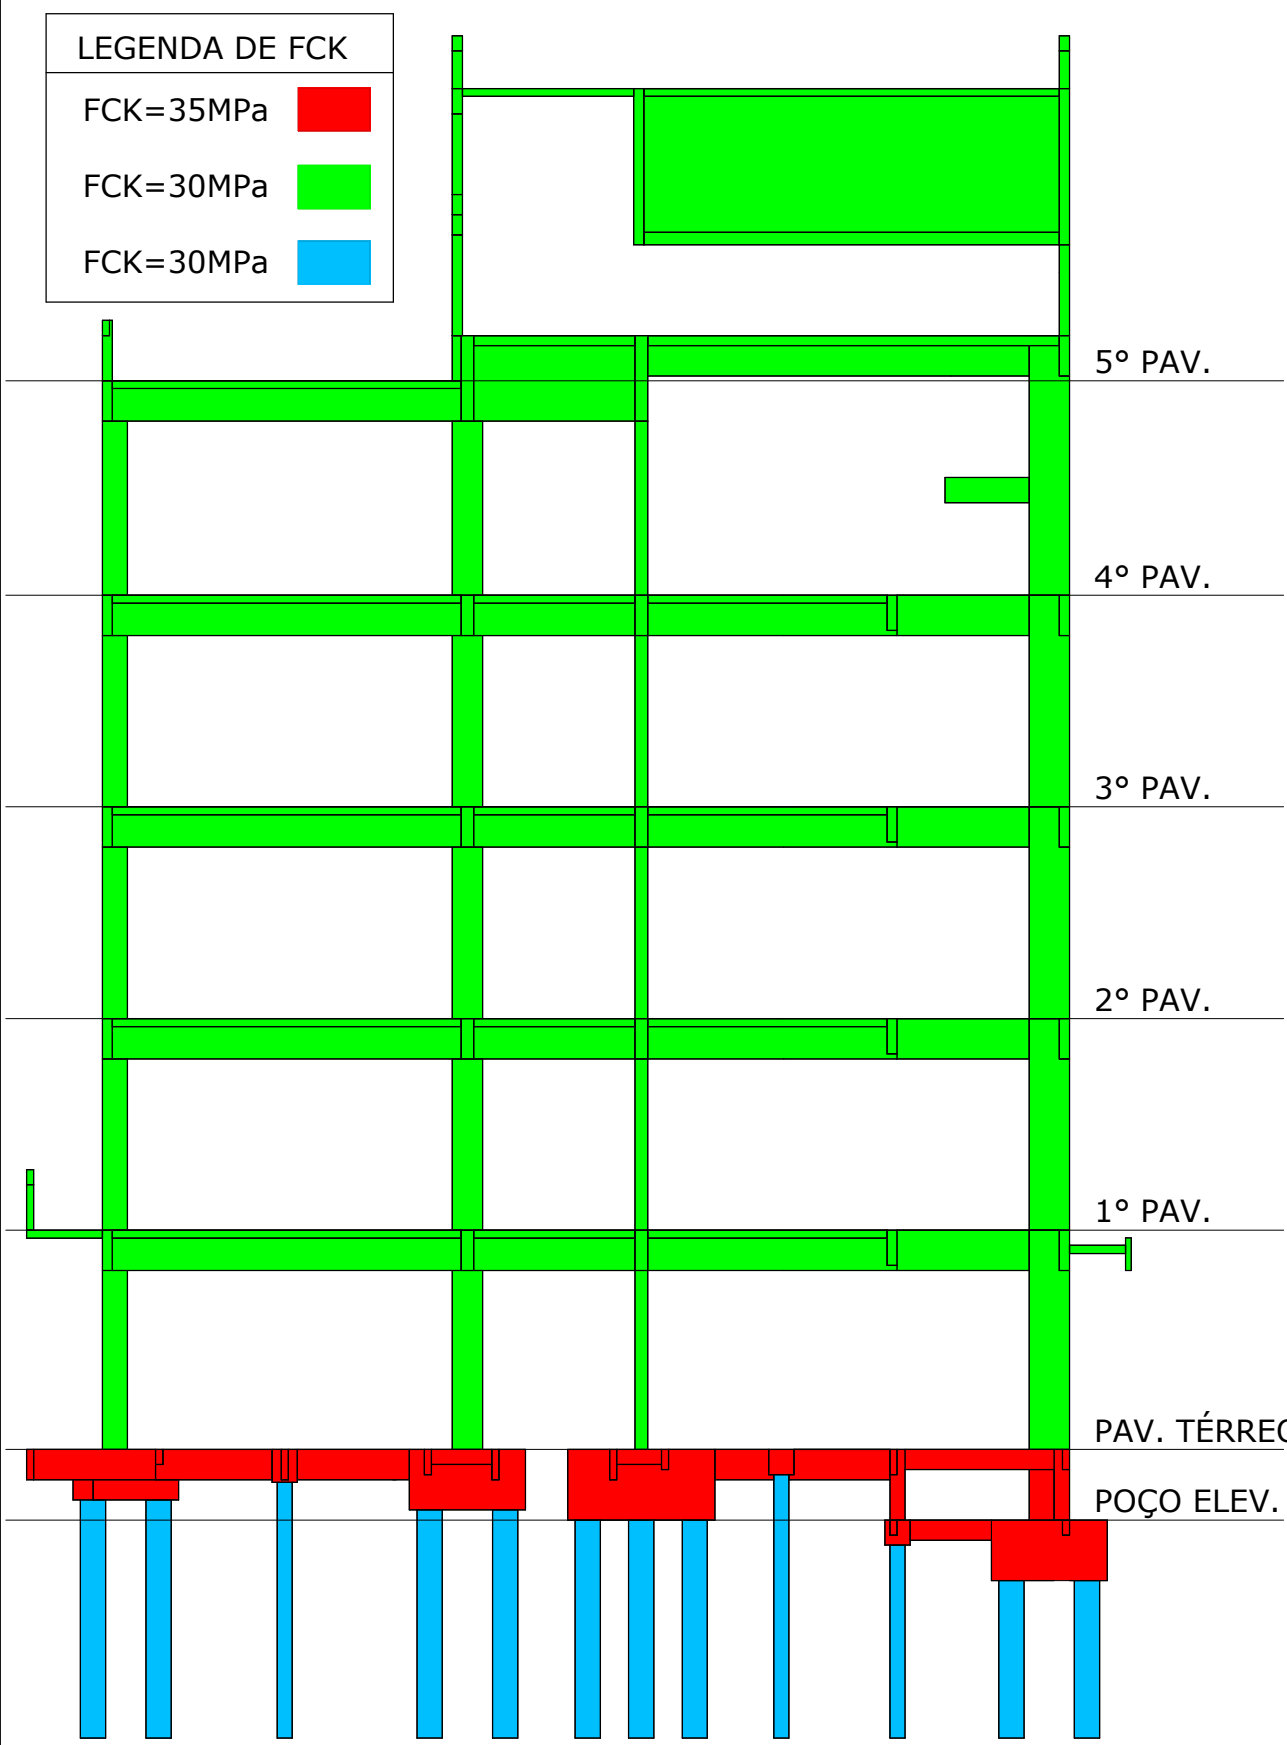 LEGENDA DE FCK
FCK=35MPa
FCK=30MPa
FCK=30MPa
5° PAV.
4° PAV.
3° PAV.
2° PAV.
1° PAV.
PAV. TÉRREO
POÇO ELEV.